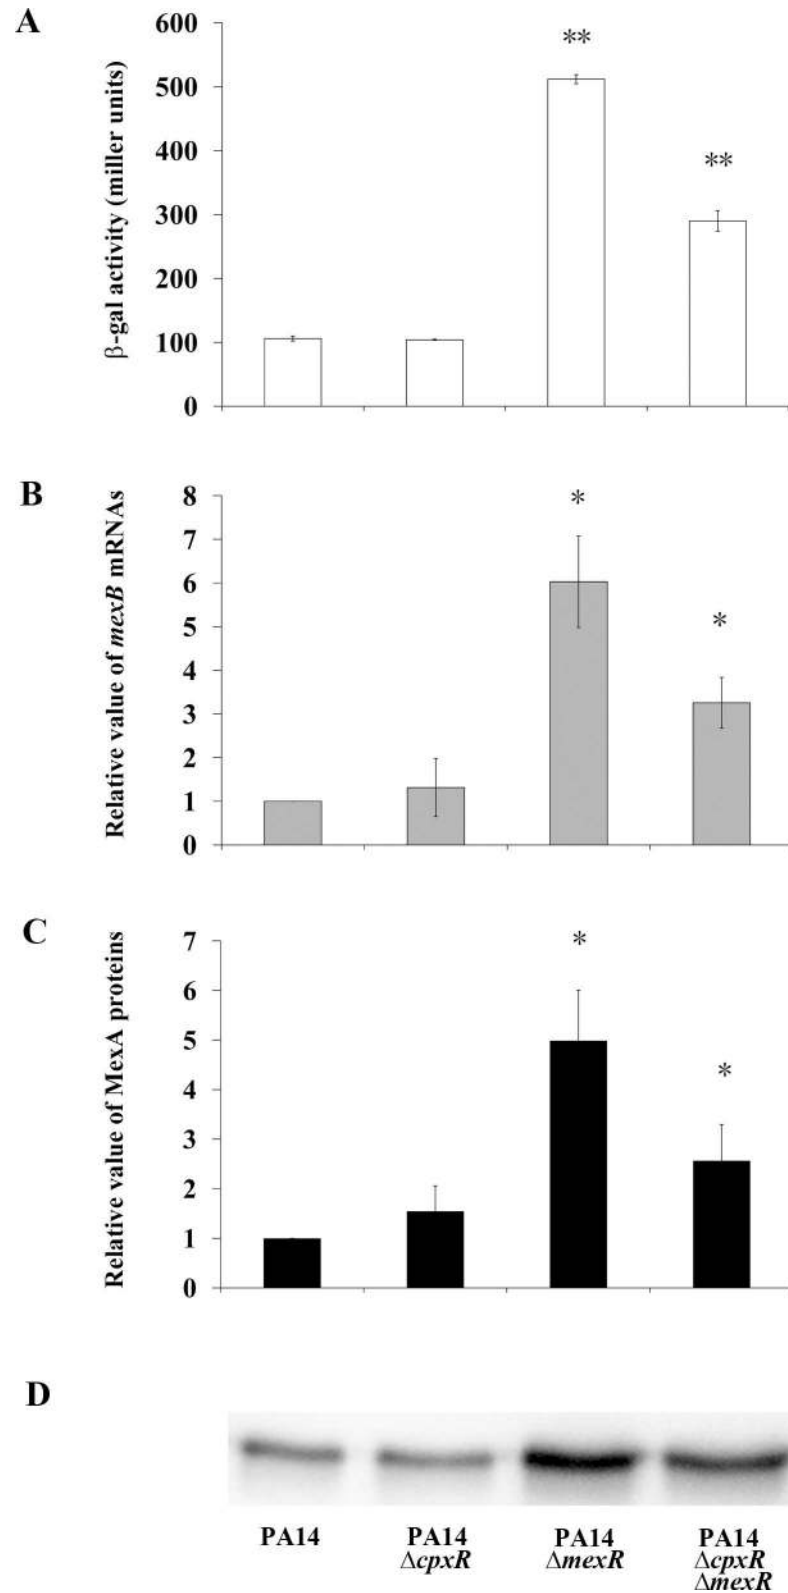 A
β-gal activity (miller units)
600
500
400
300
200
100
0
**
**
B
Relative value of mexB mRNAs
8
7
6
5
4
3
2
1
0
*
*
C
Relative value of MexA proteins
7
6
5
4
3
2
1
0
*
*
D
PA14
PA14
ΔcpxR
PA14
ΔmexR
PA14
ΔcpxR
ΔmexR